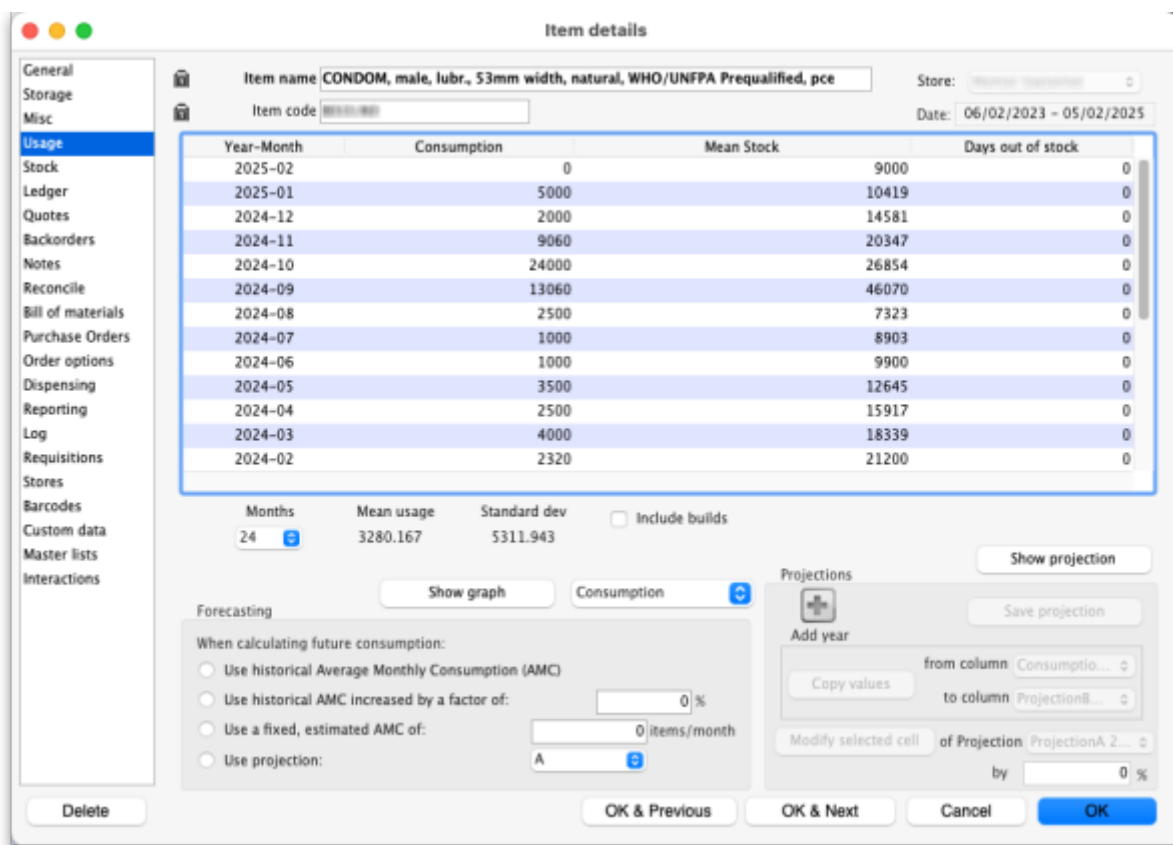 Item details
General
Storage
Misc
Usage
Stock
Ledger
Quotes
Backorders
Notes
Reconcile
Bill of materials
Purchase Orders
Order options
Dispensing
Reporting
Log
Requisitions
Stores
Barcodes
Custom data
Master lists
Interactions
Item name CONDOM, male, lubr., 53mm width, natural, WHO/UNFPA Prequalified, pce
Store:
Item code
Date: 06/02/2023 - 05/02/2025
Year-Month Consumption Mean Stock Days out of stock
2025-02 0 9000 0
2025-01 5000 10419 0
2024-12 2000 14581 0
2024-11 9060 20347 0
2024-10 24000 26854 0
2024-09 13060 46070 0
2024-08 2500 7323 0
2024-07 1000 8903 0
2024-06 1000 9900 0
2024-05 3500 12645 0
2024-04 2500 15917 0
2024-03 4000 18339 0
2024-02 2320 21200 0
Months Mean usage Standard dev
24 3280.167 5311.943
Include builds
Show projection
Show graph Consumption
Forecasting
When calculating future consumption:
Use historical Average Monthly Consumption (AMC)
Use historical AMC increased by a factor of: 0 %
Use a fixed, estimated AMC of: 0 items/month
Use projection: A
Projections
Save projection
Add year
Copy values
from column Consumptio...
to column ProjectionB...
Modify selected cell of Projection ProjectionA 2...
by 0 %
Delete OK & Previous OK & Next Cancel OK